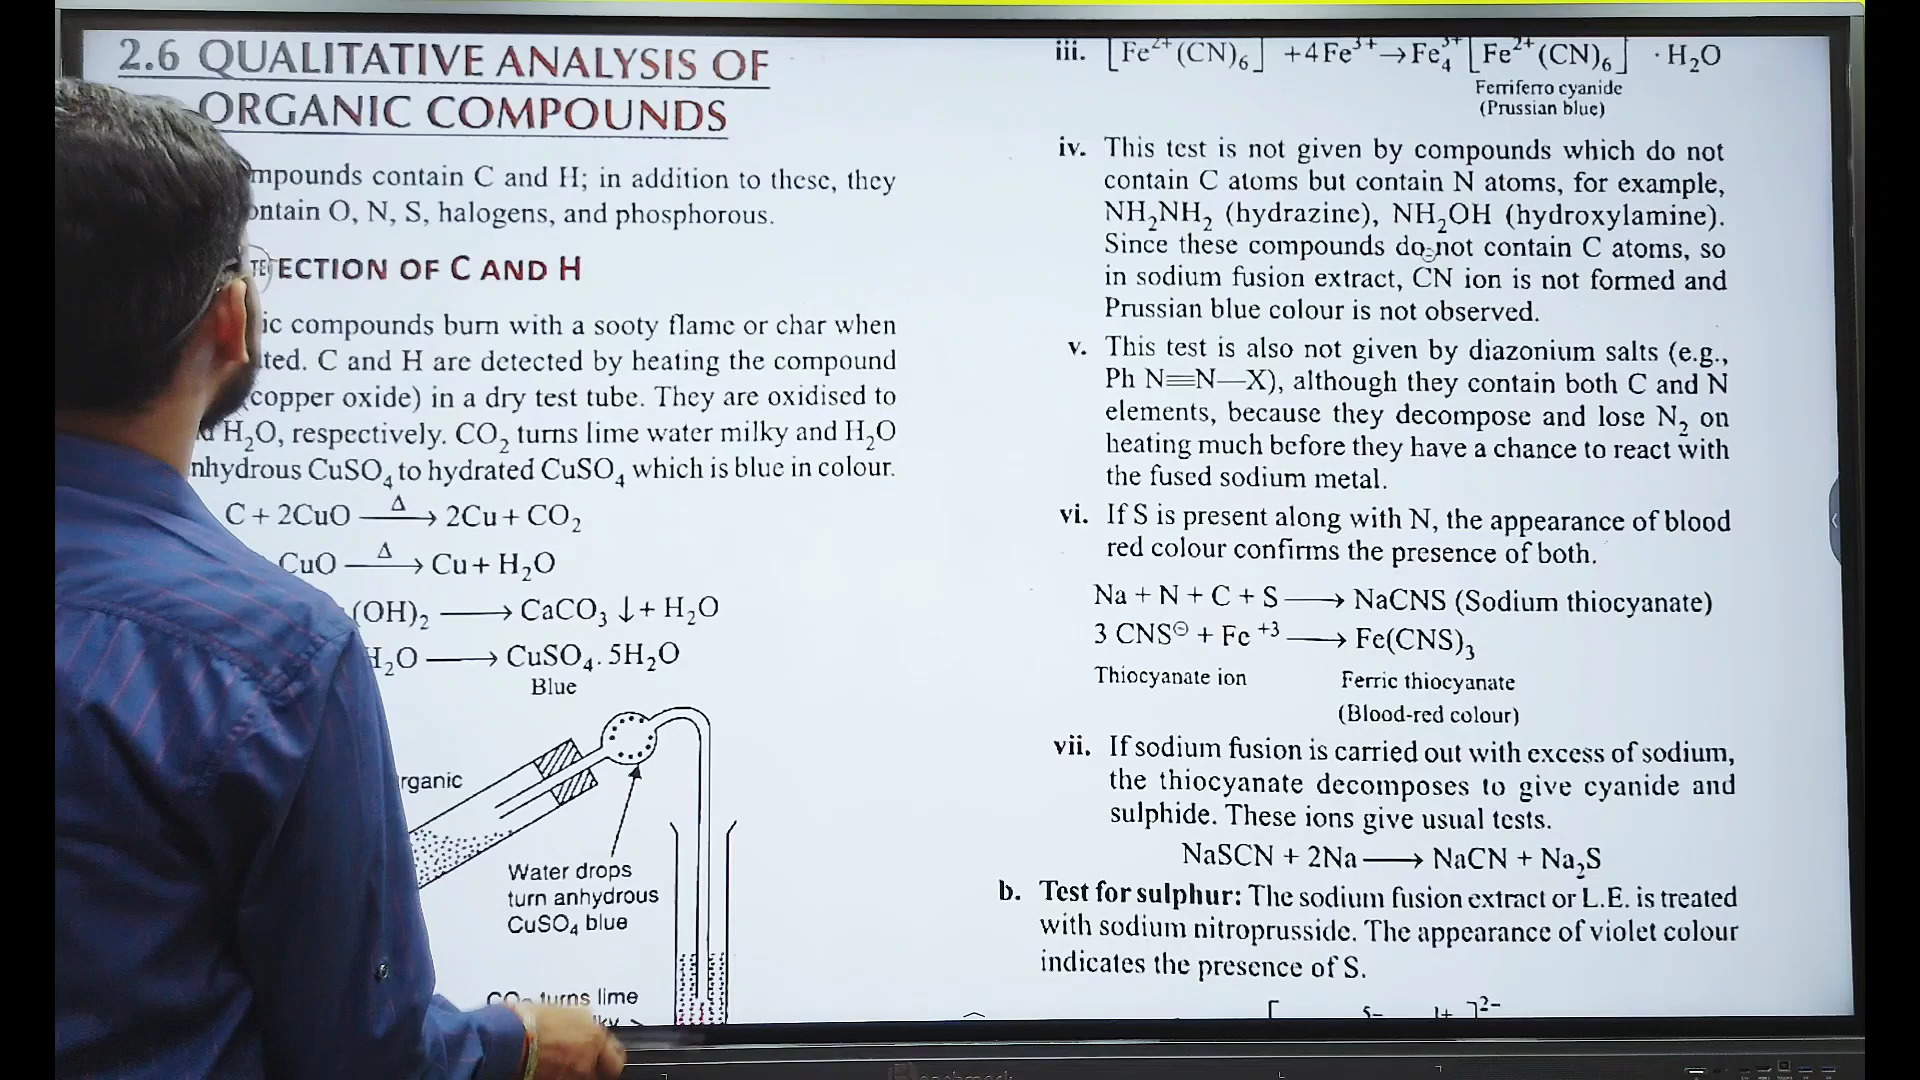 2.6 QUALITATIVE ANALYSIS OF
ORGANIC COMPOUNDS
contain C and H; in addition to these, they
O, N, S, halogens, and phosphorous.
OF C AND H
compounds burn with a sooty flame or char when
C and H are detected by heating the compound
(copper oxide) in a dry test tube. They are oxidised to
H₂O, respectively. CO₂ turns lime water milky and H₂O
CuSO₄ to hydrated CuSO₄ which is blue in colour.
C + 2CuO —Δ→ 2Cu + CO₂
CuO —Δ→ Cu + H₂O
(OH)₂ ⟶ CaCO₃ ↓ + H₂O
⟶ CuSO₄ . 5H₂O
Blue
Water drops
turn anhydrous
CuSO₄ blue
turns lime
iii. [Fe²⁺(CN)₆] + 4Fe³⁺ → Fe₄³⁺ [Fe²⁺(CN)₆] · H₂O
Ferriferro cyanide
(Prussian blue)
iv. This test is not given by compounds which do not
contain C atoms but contain N atoms, for example,
NH₂NH₂ (hydrazine), NH₂OH (hydroxylamine).
Since these compounds do not contain C atoms, so
in sodium fusion extract, CN ion is not formed and
Prussian blue colour is not observed.
v. This test is also not given by diazonium salts (e.g.,
Ph N≡N—X), although they contain both C and N
elements, because they decompose and lose N₂ on
heating much before they have a chance to react with
the fused sodium metal.
vi. If S is present along with N, the appearance of blood
red colour confirms the presence of both.
Na + N + C + S ⟶ NaCNS (Sodium thiocyanate)
3 CNS⊖ + Fe +3 ⟶ Fe(CNS)₃
Thiocyanate ion Ferric thiocyanate
(Blood-red colour)
vii. If sodium fusion is carried out with excess of sodium,
the thiocyanate decomposes to give cyanide and
sulphide. These ions give usual tests.
NaSCN + 2Na ⟶ NaCN + Na₂S
b. Test for sulphur: The sodium fusion extract or L.E. is treated
with sodium nitroprusside. The appearance of violet colour
indicates the presence of S.